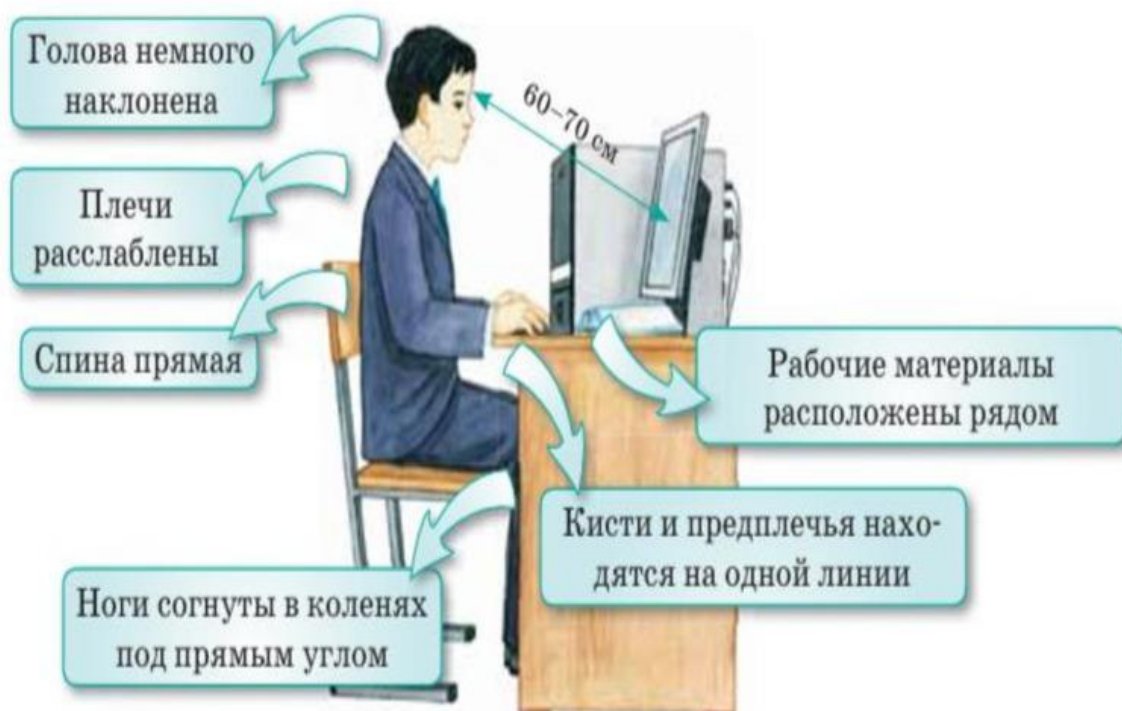 Голова немного
наклонена
60–70 см
Плечи
расслаблены
Спина прямая
Рабочие материалы
расположены рядом
Кисти и предплечья нахо-
дятся на одной линии
Ноги согнуты в коленях
под прямым углом